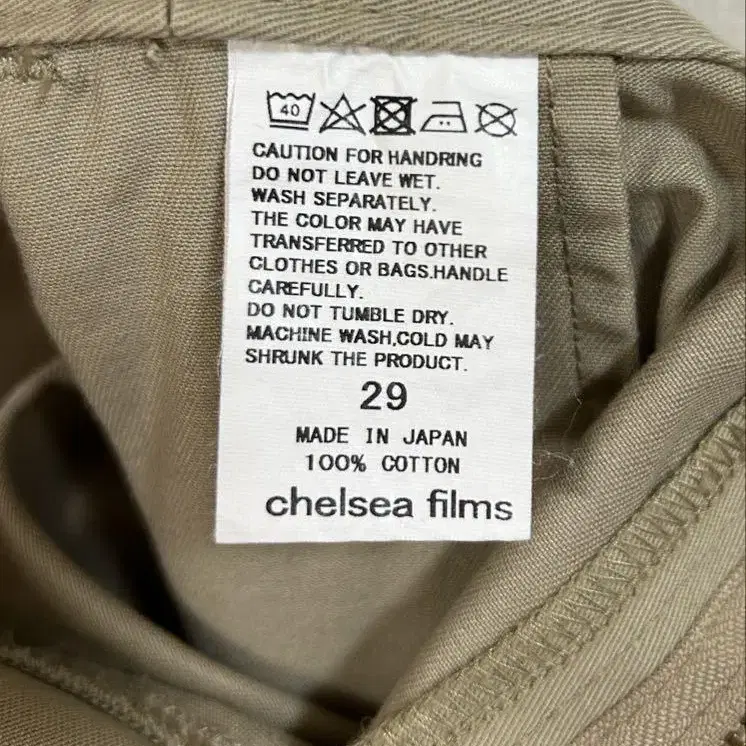 40
CAUTION FOR HANDRING
DO NOT LEAVE WET.
WASH SEPARATELY.
THE COLOR MAY HAVE
TRANSFERRED TO OTHER
CLOTHES OR BAGS.HANDLE
CAREFULLY.
DO NOT TUMBLE DRY.
MACHINE WASH,COLD MAY
SHRUNK THE PRODUCT.
29
MADE IN JAPAN
100% COTTON
chelsea films